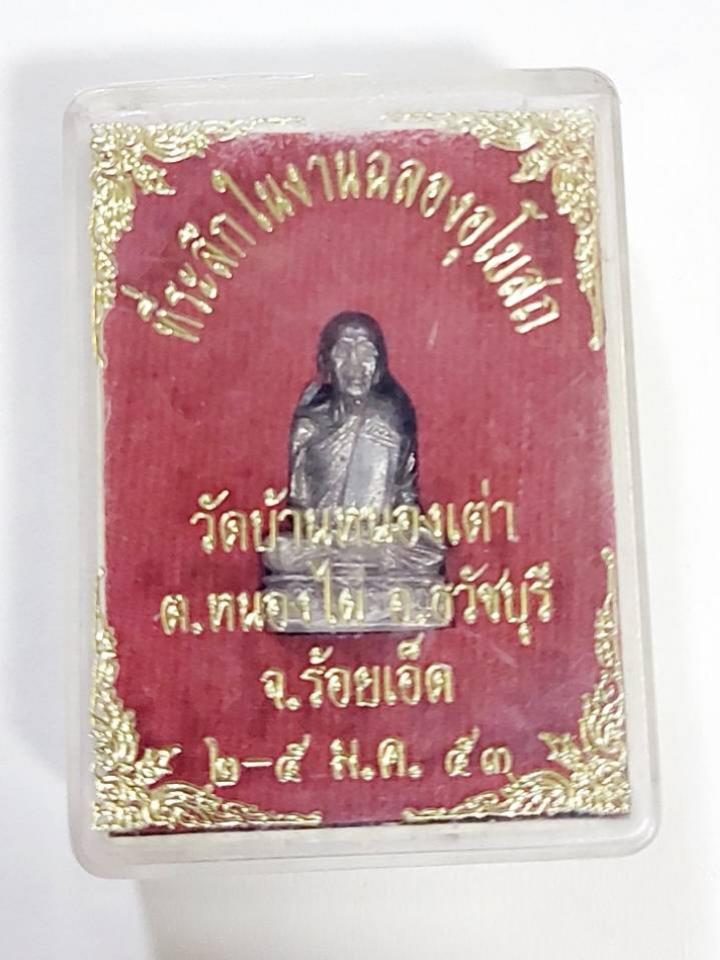 ที่ระลึกในงานฉลองอุโบสถ
วัดบ้านหนองเต่า
ต.หนองไผ่ อ.ธวัชบุรี
จ.ร้อยเอ็ด
๒-๕ ม.ค. ๕๓